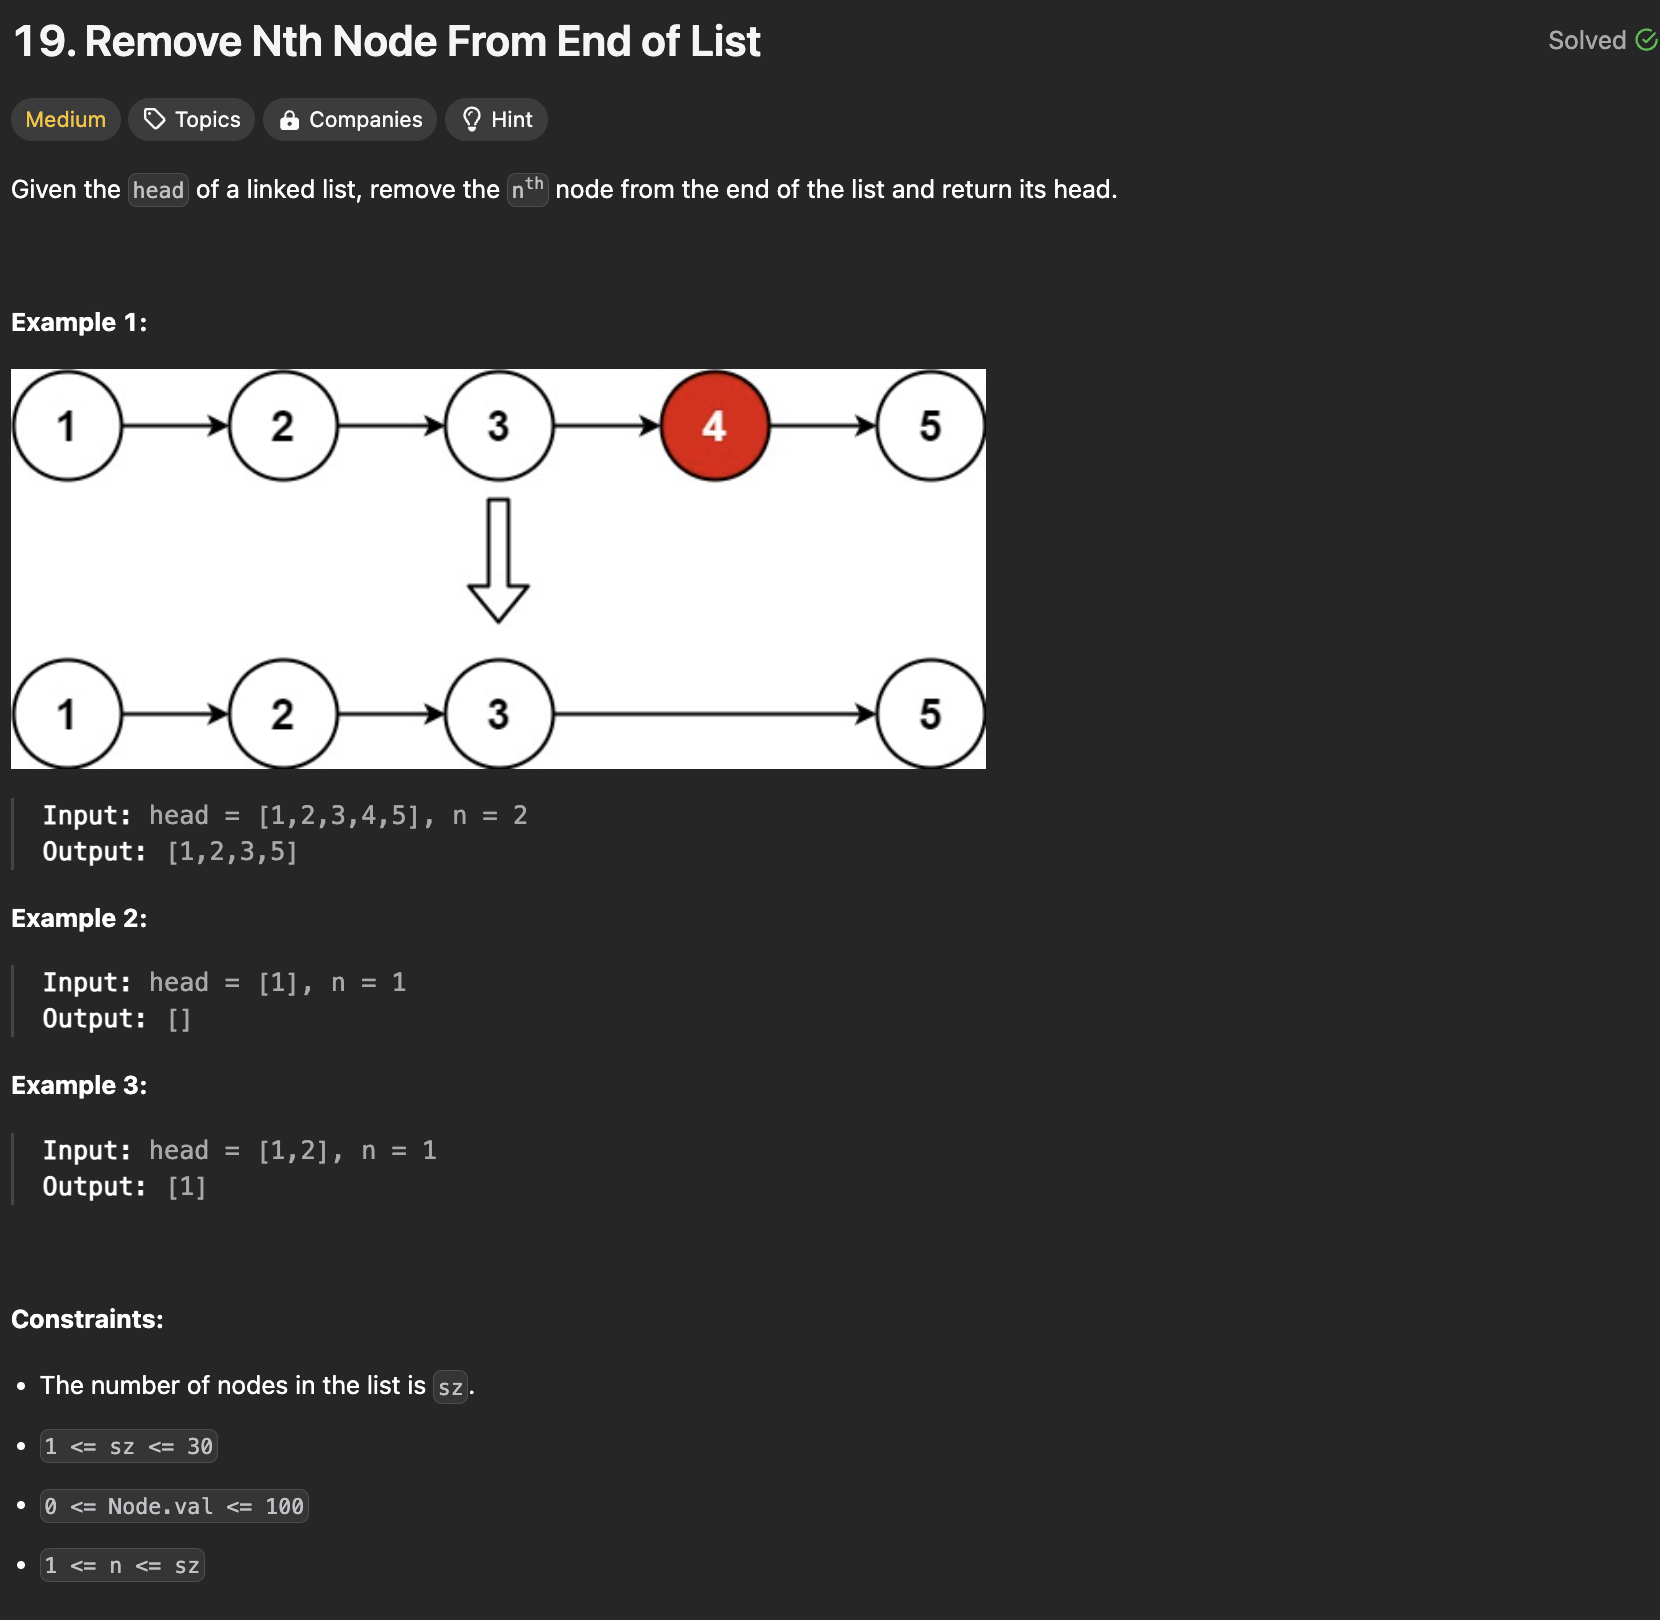 19. Remove Nth Node From End of List
Solved
Medium Topics Companies Hint
Given the head of a linked list, remove the nth node from the end of the list and return its head.
Example 1:
1 2 3 4 5
1 2 3 5
Input: head = [1,2,3,4,5], n = 2
Output: [1,2,3,5]
Example 2:
Input: head = [1], n = 1
Output: []
Example 3:
Input: head = [1,2], n = 1
Output: [1]
Constraints:
• The number of nodes in the list is sz.
• 1 <= sz <= 30
• 0 <= Node.val <= 100
• 1 <= n <= sz